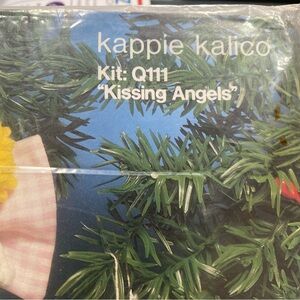 kappie kalico
Kit: Q111
"Kissing Angels"